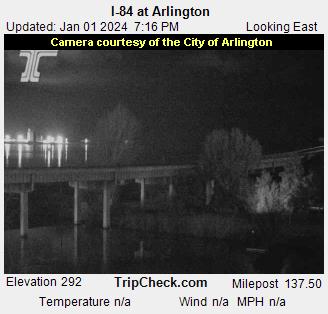 I-84 at Arlington
Updated: Jan 01 2024 7:16 PM Looking East
Camera courtesy of the City of Arlington
Elevation 292 TripCheck.com Milepost 137.50
Temperature n/a Wind n/a MPH n/a